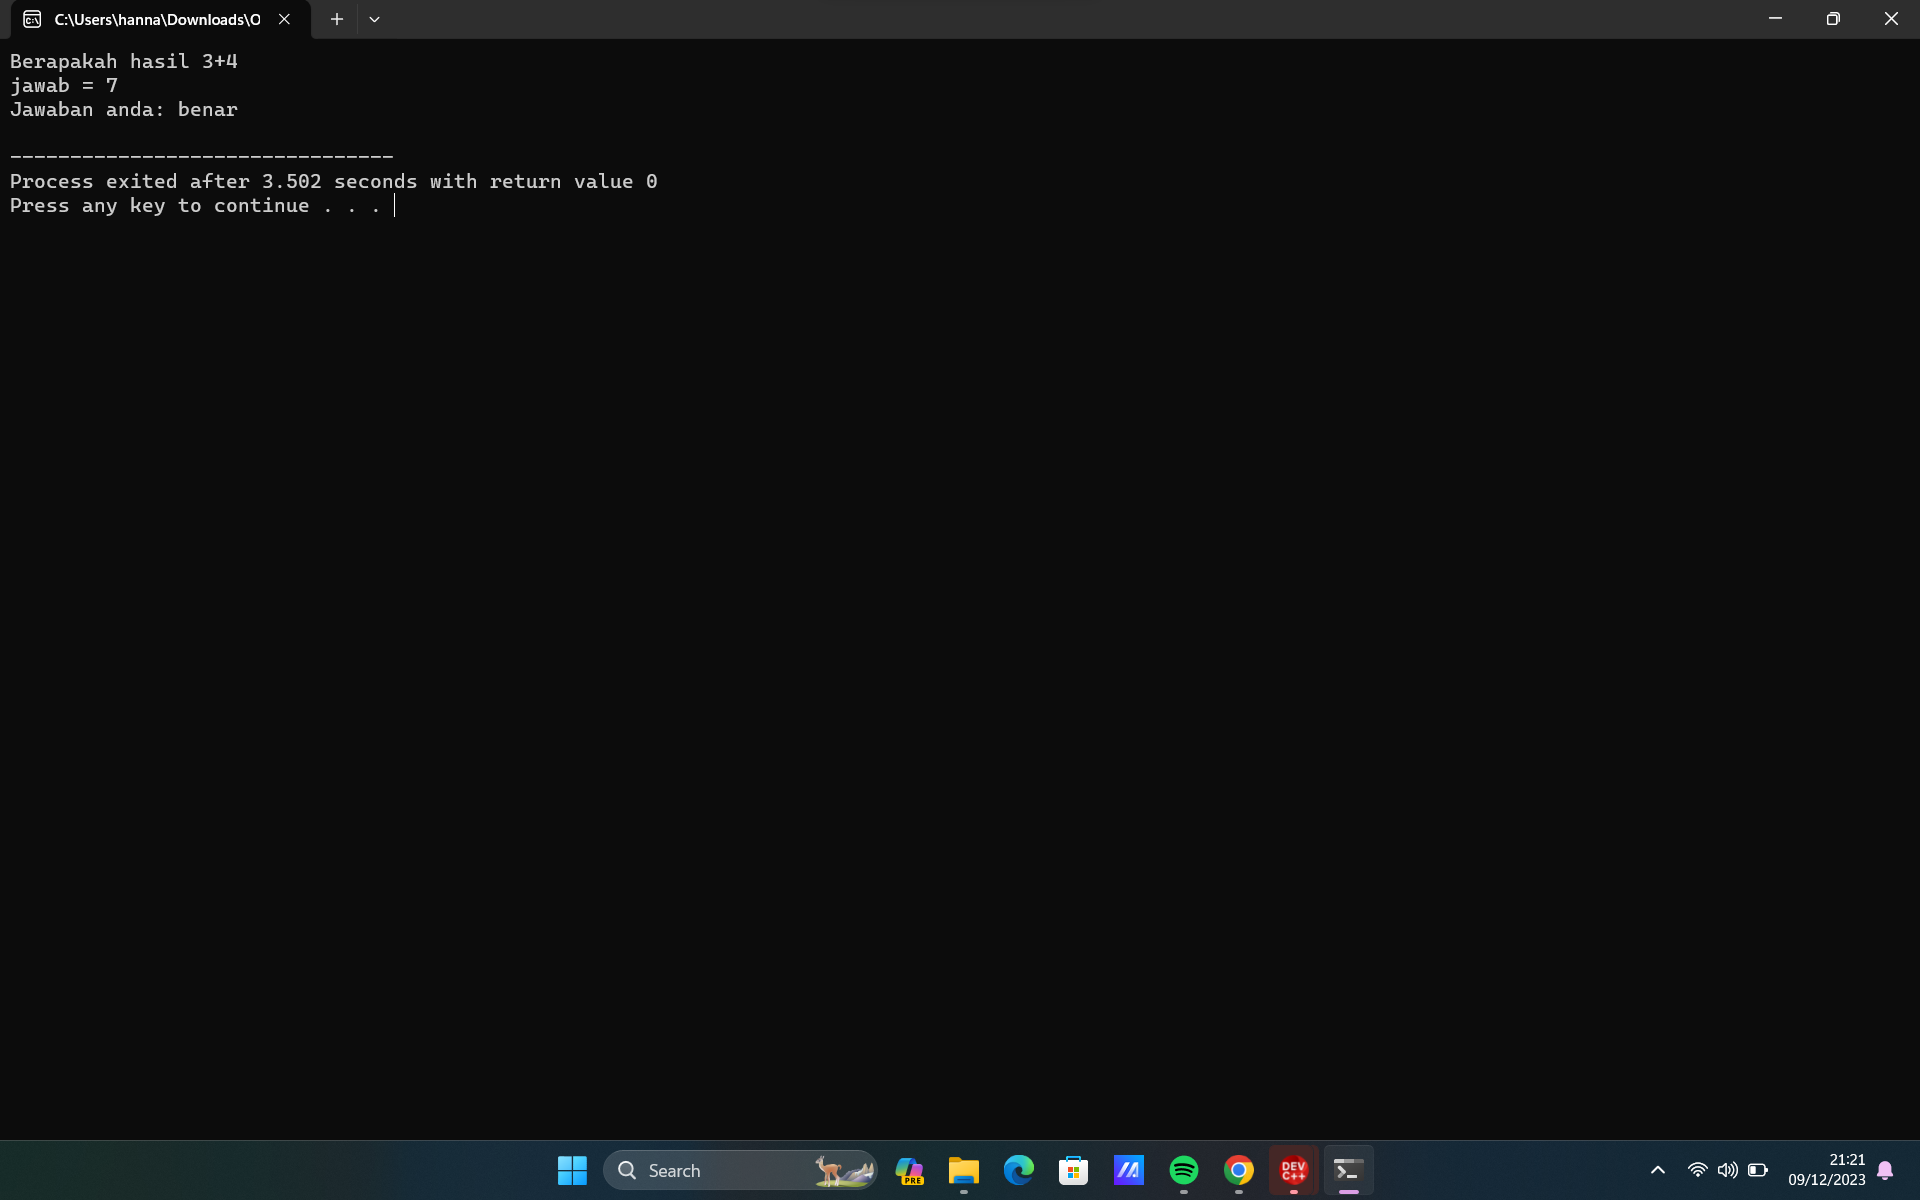 C:\Users\hanna\Downloads\O
Berapakah hasil 3+4
jawab = 7
Jawaban anda: benar
--------------------------------
Process exited after 3.502 seconds with return value 0
Press any key to continue . . .
Search
PRE
DEV
C++
21:21
09/12/2023